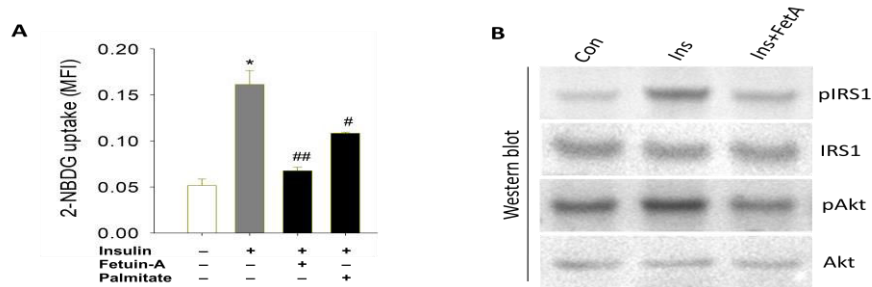 A
2-NBDG uptake (MFI)
0.20
0.15
0.10
0.05
0.00
*
##
#
Insulin – + + +
Fetuin-A – – + –
Palmitate – – – +
B
Con Ins Ins+FetA
Western blot
pIRS1
IRS1
pAkt
Akt